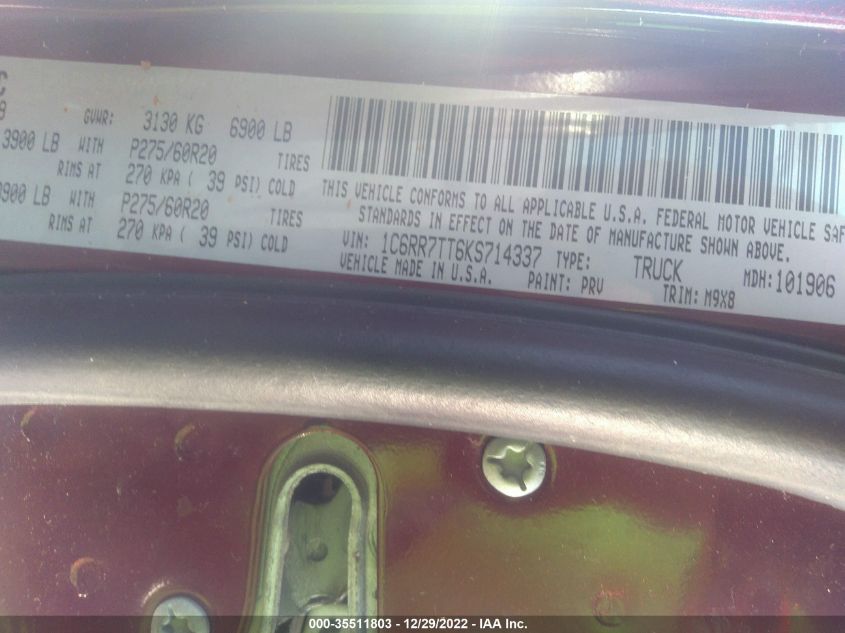 C
GVWR: 3130 KG 6900 LB
3900 LB WITH P275/60R20 TIRES
RIMS AT 270 KPA ( 39 PSI) COLD
3900 LB WITH P275/60R20 TIRES
RIMS AT 270 KPA ( 39 PSI) COLD
THIS VEHICLE CONFORMS TO ALL APPLICABLE U.S.A. FEDERAL MOTOR VEHICLE SAF
STANDARDS IN EFFECT ON THE DATE OF MANUFACTURE SHOWN ABOVE.
VIN: 1C6RR7TT6KS714337 TYPE: TRUCK MDH:101906
VEHICLE MADE IN U.S.A. PAINT: PRV TRIM: M9X8
000-35511803 - 12/29/2022 - IAA Inc.